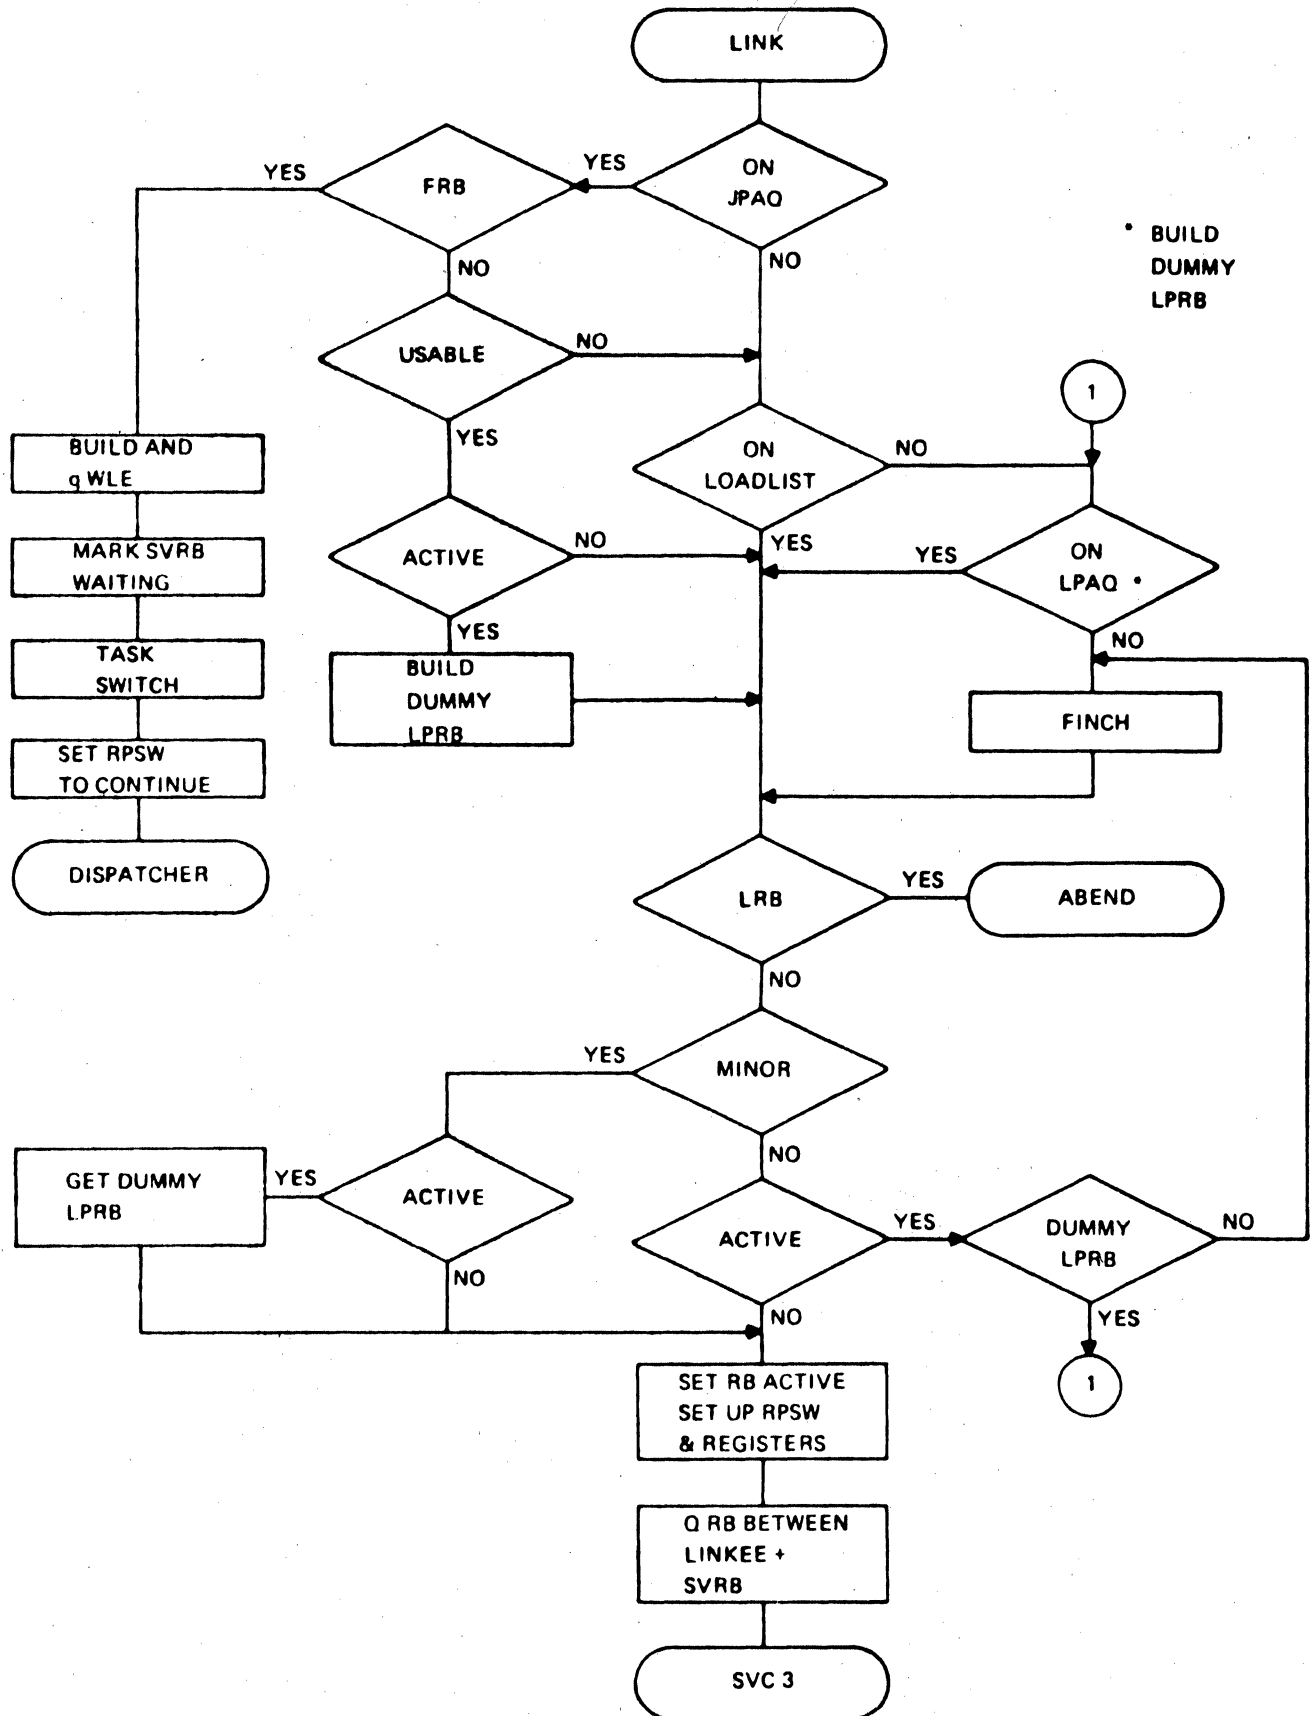 LINK
YES
FRB
YES
ON
JPAQ
NO
NO
* BUILD
DUMMY
LPRB
USABLE
NO
1
YES
BUILD AND
q WLE
ON
LOADLIST
NO
ACTIVE
NO
YES
YES
ON
LPAQ *
MARK SVRB
WAITING
YES
NO
TASK
SWITCH
BUILD
DUMMY
LPRB
FINCH
SET RPSW
TO CONTINUE
DISPATCHER
LRB
YES
ABEND
NO
YES
MINOR
NO
GET DUMMY
LPRB
YES
ACTIVE
NO
ACTIVE
YES
DUMMY
LPRB
NO
NO
YES
1
SET RB ACTIVE
SET UP RPSW
& REGISTERS
Q RB BETWEEN
LINKEE +
SVRB
SVC 3